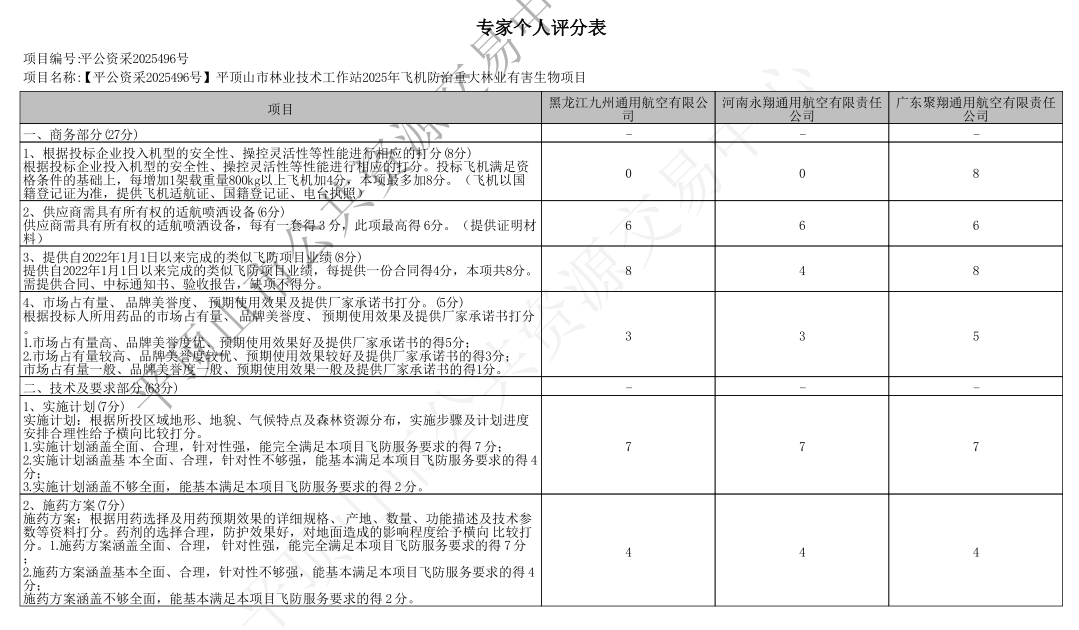 专家个人评分表
项目编号:平公资采2025496号
项目名称:【平公资采2025496号】平顶山市林业技术工作站2025年飞机防治重大林业有害生物项目
项目 黑龙江九州通用航空有限公司 河南永翔通用航空有限责任公司 广东聚翔通用航空有限责任公司
一、商务部分(27分) - - -
1、根据投标企业投入机型的安全性、操控灵活性等性能进行相应的打分(8分)
根据投标企业投入机型的安全性、操控灵活性等性能进行相应的打分。投标飞机满足资
格条件的基础上，每增加1架载重量800kg以上飞机加4分，本项最多加8分。（飞机以国
籍登记证为准，提供飞机适航证、国籍登记证、电台执照）
0 0 8
2、供应商需具有所有权的适航喷洒设备(6分)
供应商需具有所有权的适航喷洒设备，每有一套得 3 分，此项最高得 6分。（提供证明材
料）
6 6 6
3、提供自2022年1月1日以来完成的类似飞防项目业绩(8分)
提供自2022年1月1日以来完成的类似飞防项目业绩，每提供一份合同得4分，本项共8分。
需提供合同、中标通知书、验收报告，缺项不得分。
8 4 8
4、市场占有量、 品牌美誉度、 预期使用效果及提供厂家承诺书打分。(5分)
根据投标人所用药品的市场占有量、 品牌美誉度、 预期使用效果及提供厂家承诺书打分
。
1.市场占有量高、品牌美誉度优、预期使用效果好及提供厂家承诺书的得5分；
2.市场占有量较高、品牌美誉度较优、预期使用效果较好及提供厂家承诺书的得3分；
市场占有量一般、品牌美誉度一般、预期使用效果一般及提供厂家承诺书的得1分。
3 3 5
二、技术及要求部分(63分) - - -
1、实施计划(7分)
实施计划：根据所投区域地形、地貌、气候特点及森林资源分布，实施步骤及计划进度
安排合理性给予横向比较打分。
1.实施计划涵盖全面、合理，针对性强，能完全满足本项目飞防服务要求的得 7 分；
2.实施计划涵盖基 本全面、合理，针对性不够强，能基本满足本项目飞防服务要求的得 4
分；
3.实施计划涵盖不够全面，能基本满足本项目飞防服务要求的得 2 分。
7 7 7
2、施药方案(7分)
施药方案：根据用药选择及用药预期效果的详细规格、 产地、数量、功能描述及技术参
数等资料打分。药剂的选择合理，防护效果好，对地面造成的影响程度给予横向 比较打
分。1.施药方案涵盖全面、合理， 针对性强，能完全满足本项目飞防服务要求的得 7 分
；
2.施药方案涵盖基本全面、合理，针对性不够强，能基本满足本项目飞防服务要求的得 4
分；
施药方案涵盖不够全面，能基本满足本项目飞防服务要求的得 2 分。
4 4 4
平顶山市公共资源交易中
平顶山市公共资源交易中心